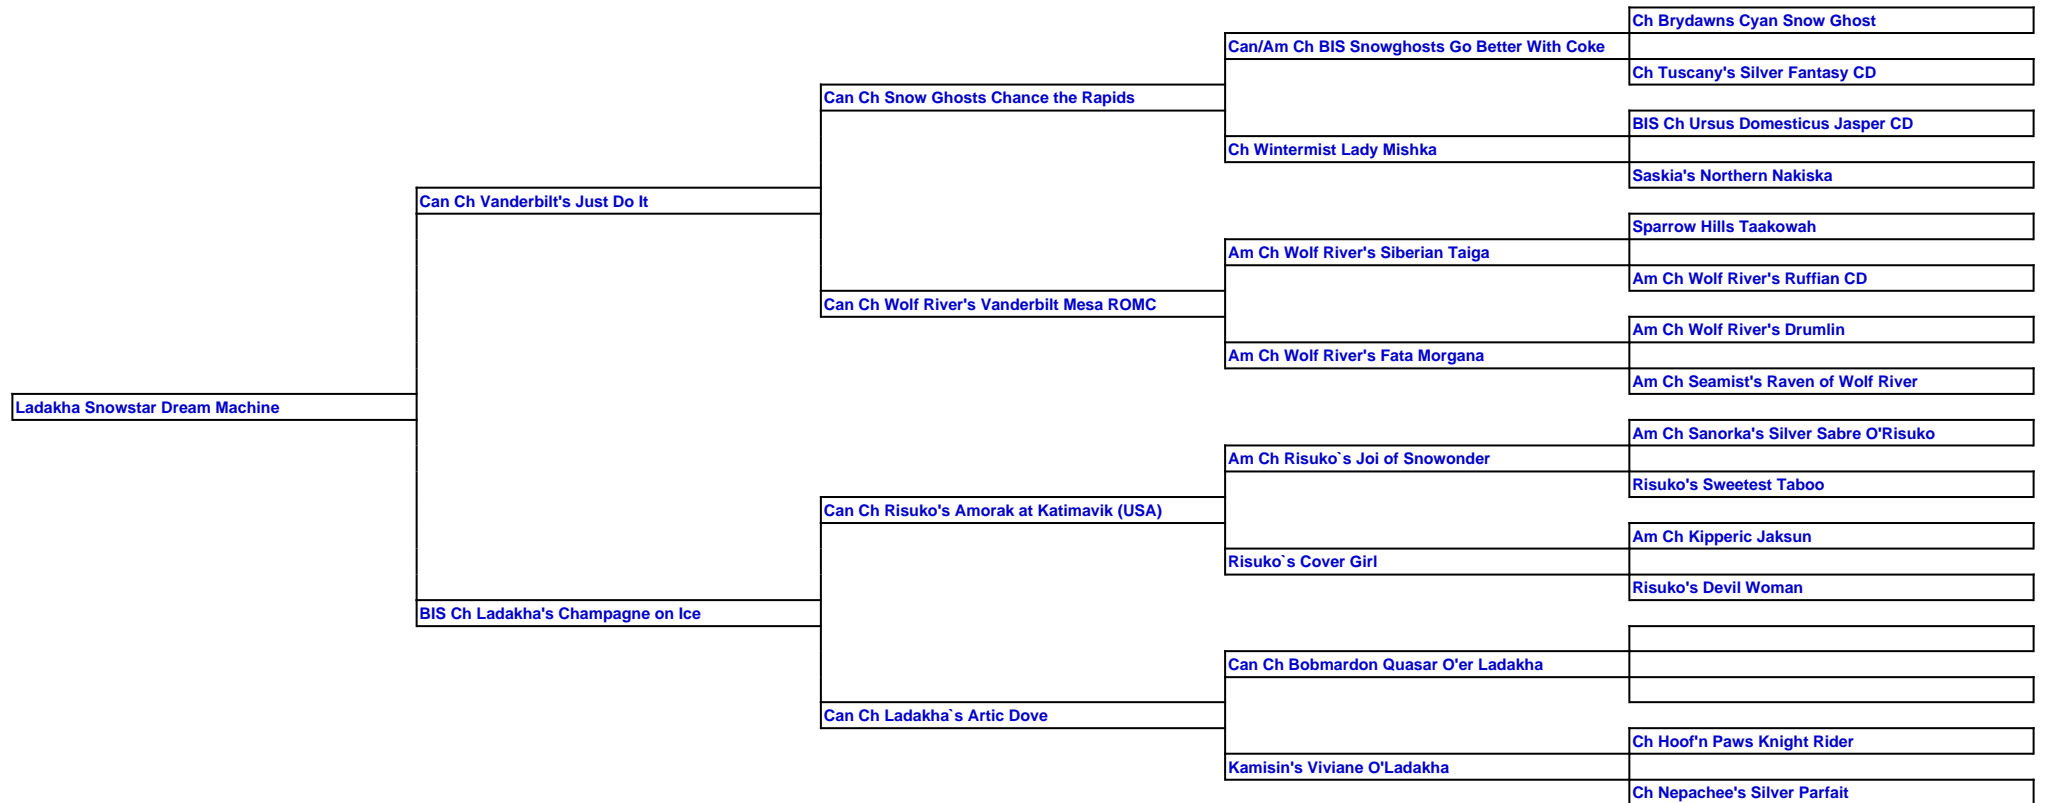 Ch Brydawns Cyan Snow Ghost
Can/Am Ch BIS Snowghosts Go Better With Coke
Ch Tuscany's Silver Fantasy CD
Can Ch Snow Ghosts Chance the Rapids
BIS Ch Ursus Domesticus Jasper CD
Ch Wintermist Lady Mishka
Saskia's Northern Nakiska
Can Ch Vanderbilt's Just Do It
Sparrow Hills Taakowah
Am Ch Wolf River's Siberian Taiga
Am Ch Wolf River's Ruffian CD
Can Ch Wolf River's Vanderbilt Mesa ROMC
Am Ch Wolf River's Drumlin
Am Ch Wolf River's Fata Morgana
Am Ch Seamist's Raven of Wolf River
Ladakha Snowstar Dream Machine
Am Ch Sanorka's Silver Sabre O'Risuko
Am Ch Risuko`s Joi of Snowonder
Risuko's Sweetest Taboo
Can Ch Risuko's Amorak at Katimavik (USA)
Am Ch Kipperic Jaksun
Risuko`s Cover Girl
Risuko's Devil Woman
BIS Ch Ladakha's Champagne on Ice
Can Ch Bobmardon Quasar O'er Ladakha
Can Ch Ladakha`s Artic Dove
Ch Hoof'n Paws Knight Rider
Kamisin's Viviane O'Ladakha
Ch Nepachee's Silver Parfait